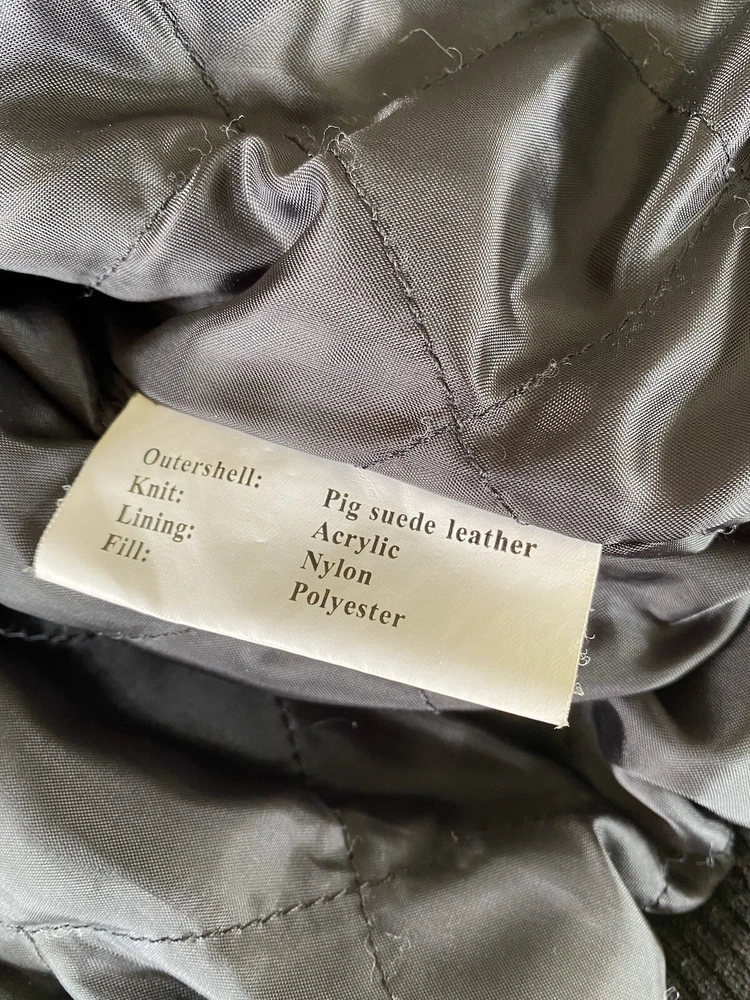 Outershell: Pig suede leather
Knit: Acrylic
Lining: Nylon
Fill: Polyester